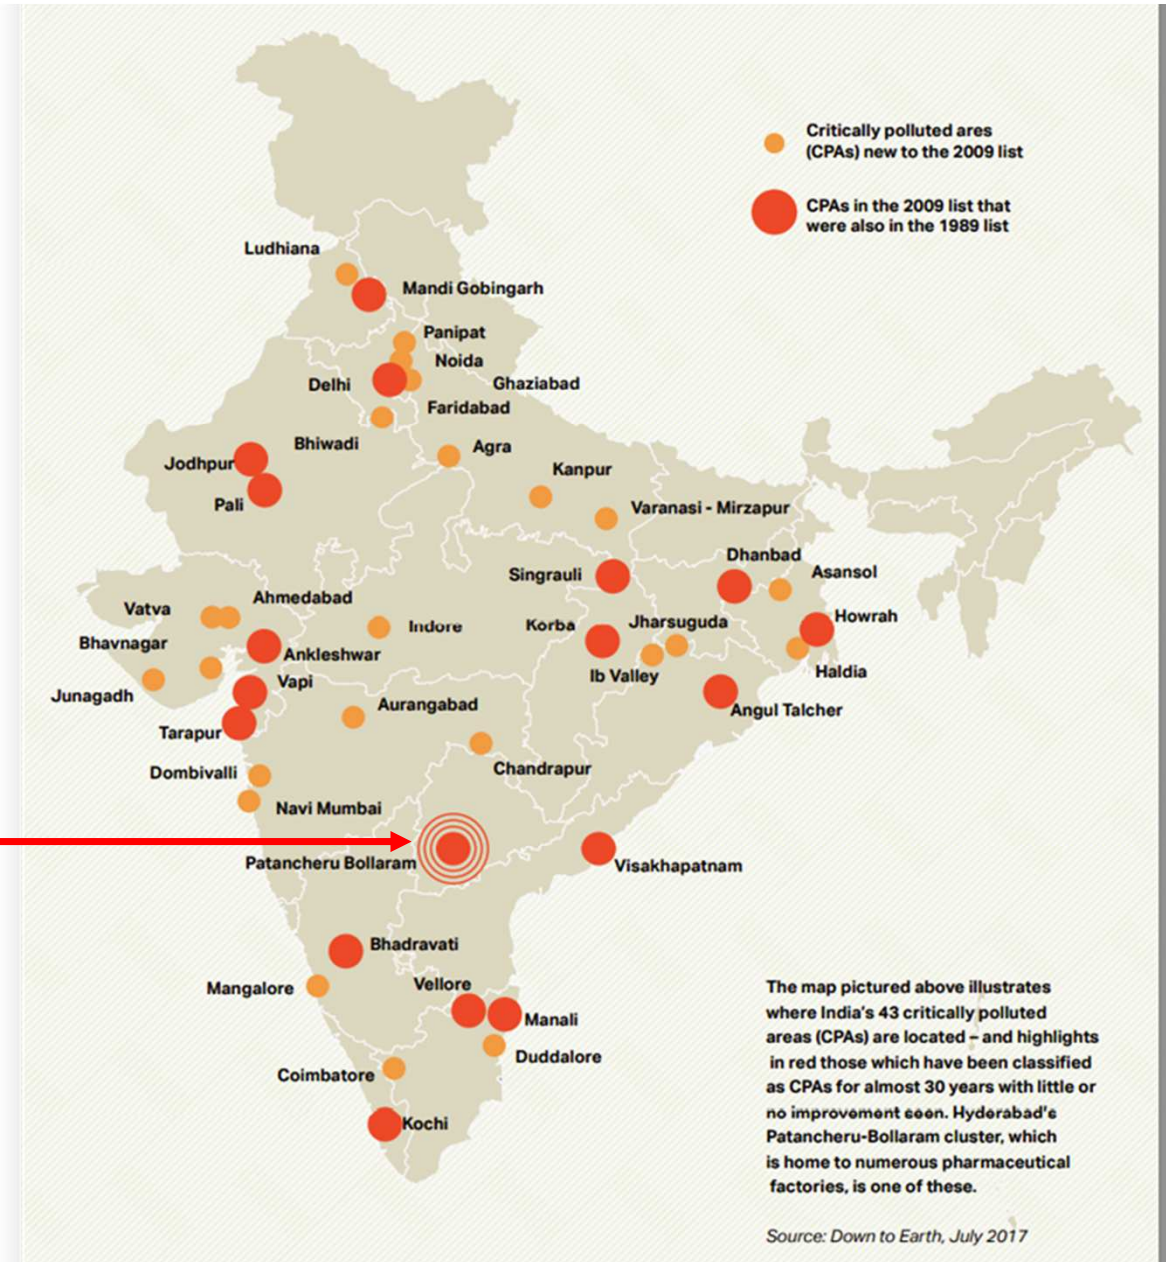 Critically polluted ares
(CPAs) new to the 2009 list
CPAs in the 2009 list that
were also in the 1989 list
Ludhiana
Mandi Gobingarh
Panipat
Noida
Delhi
Ghaziabad
Faridabad
Bhiwadi
Agra
Jodhpur
Kanpur
Pali
Varanasi - Mirzapur
Dhanbad
Singrauli
Asansol
Ahmedabad
Vatva
Howrah
Indore
Korba
Jharsuguda
Bhavnagar
Ankleshwar
Haldia
Ib Valley
Vapi
Junagadh
Aurangabad
Angul Talcher
Tarapur
Chandrapur
Dombivalli
Navi Mumbai
Patancheru Bollaram
Visakhapatnam
Bhadravati
Mangalore
Vellore
Manali
Duddalore
Coimbatore
Kochi
The map pictured above illustrates
where India's 43 critically polluted
areas (CPAs) are located – and highlights
in red those which have been classified
as CPAs for almost 30 years with little or
no improvement seen. Hyderabad's
Patancheru-Bollaram cluster, which
is home to numerous pharmaceutical
factories, is one of these.
Source: Down to Earth, July 2017